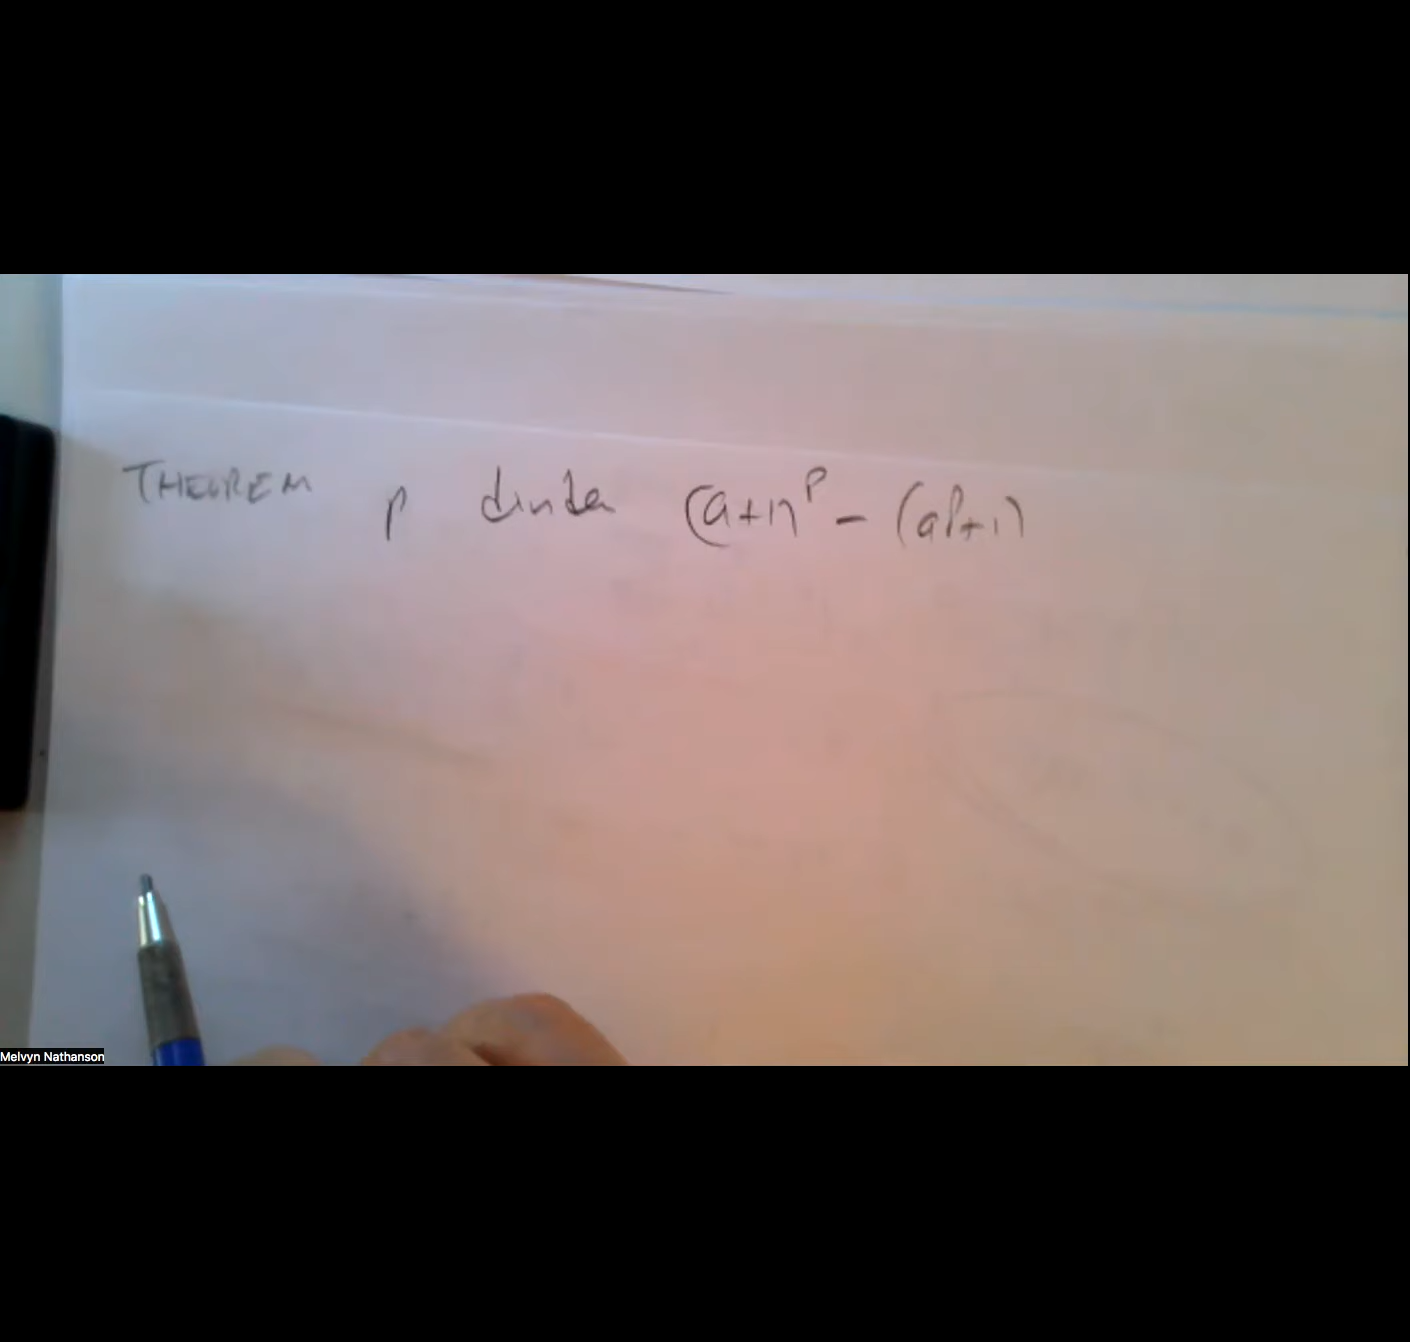 THEOREM p divides (a+1)^p - (a^p+1)
Melvyn Nathanson